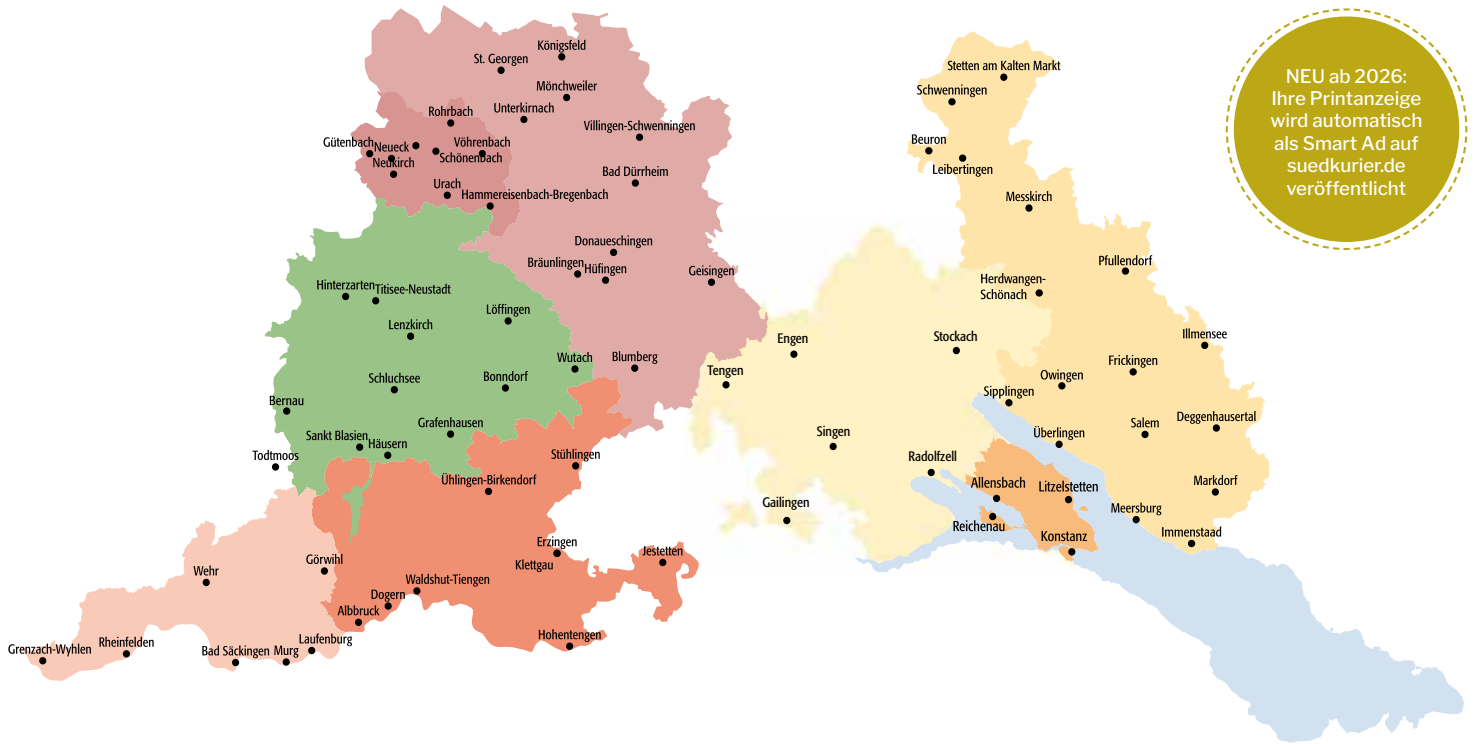 Königsfeld
St. Georgen
Mönchweiler
Unterkirnach
Rohrbach
Villingen-Schwenningen
Gütenbach
Neueck
Vöhrenbach
Schönenbach
Neukirch
Bad Dürrheim
Urach
Hammereisenbach-Bregenbach
Donaueschingen
Bräunlingen
Hüfingen
Geisingen
Hinterzarten
Titisee-Neustadt
Löffingen
Lenzkirch
Wutach
Blumberg
Schluchsee
Bonndorf
Bernau
Grafenhausen
Sankt Blasien
Häusern
Todtmoos
Stühlingen
Ühlingen-Birkendorf
Erzingen
Klettgau
Jestetten
Görwihl
Wehr
Waldshut-Tiengen
Dogern
Albbruck
Hohentengen
Laufenburg
Grenzach-Wyhlen
Rheinfelden
Bad Säckingen
Murg
Stetten am Kalten Markt
Schwenningen
Beuron
Leibertingen
Messkirch
Pfullendorf
Herdwangen-
Schönach
Engen
Stockach
Illmensee
Tengen
Frickingen
Owingen
Sipplingen
Deggenhausertal
Salem
Singen
Überlingen
Radolfzell
Allensbach
Litzelstetten
Markdorf
Gailingen
Reichenau
Meersburg
Konstanz
Immenstaad
NEU ab 2026:
Ihre Printanzeige
wird automatisch
als Smart Ad auf
suedkurier.de
veröffentlicht